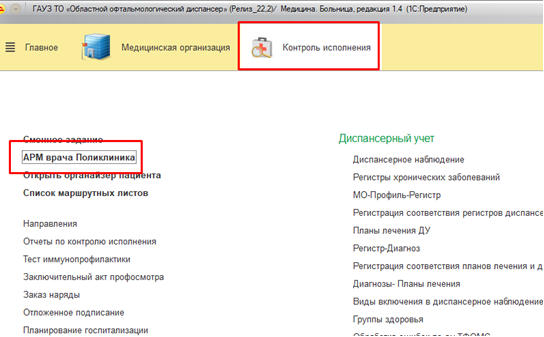 ГАУЗ ТО «Областной офтальмологический диспансер» (Релиз_22.2)/ Медицина. Больница, редакция 1.4 (1С:Предприятие)
Главное
Медицинская организация
Контроль исполнения
Сменное задание
АРМ врача Поликлиника
Открыть органайзер пациента
Список маршрутных листов
Направления
Отчеты по контролю исполнения
Тест иммунопрофилактики
Заключительный акт профосмотра
Заказ наряды
Отложенное подписание
Планирование госпитализации
Диспансерный учет
Диспансерное наблюдение
Регистры хронических заболеваний
МО-Профиль-Регистр
Регистрация соответствия регистров диспансе
Планы лечения ДУ
Регистр-Диагноз
Регистрация соответствия планов лечения и д
Диагнозы- Планы лечения
Виды включения в диспансерное наблюдение
Группы здоровья